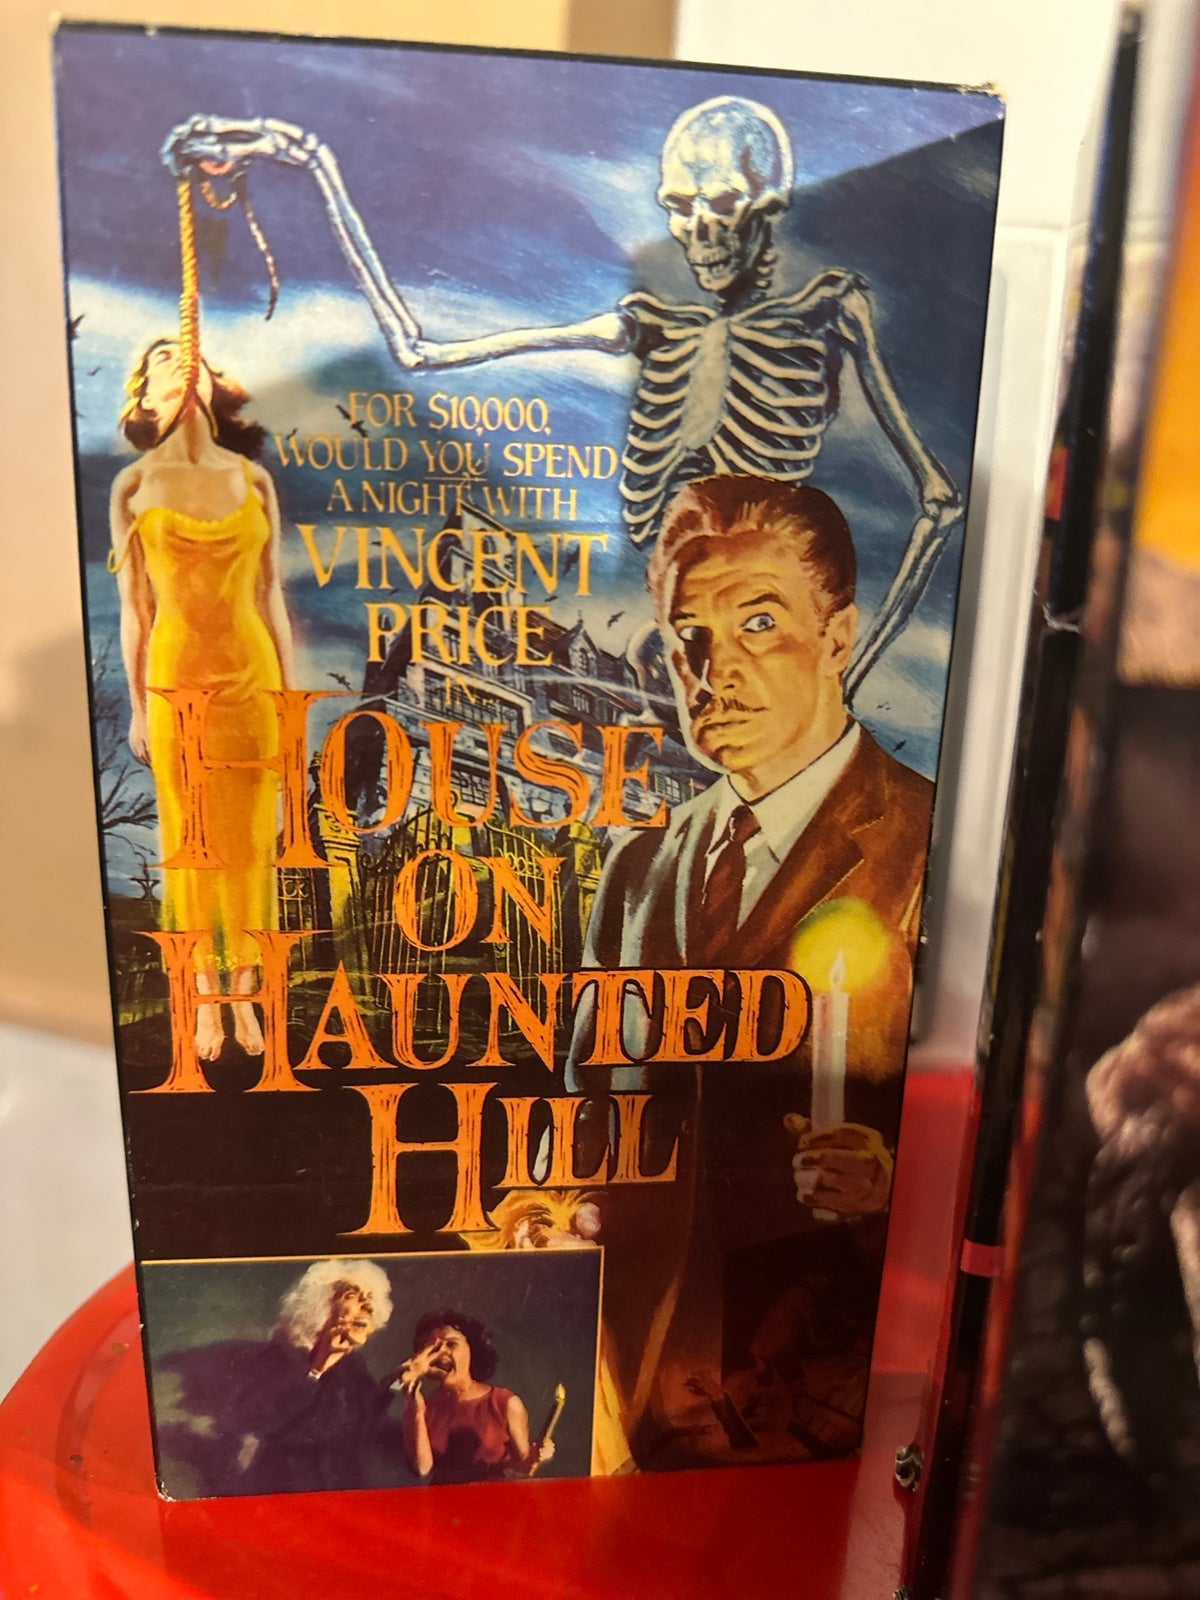 FOR $10,000,
WOULD YOU SPEND
A NIGHT WITH
VINCENT
PRICE
IN
HOUSE
ON
HAUNTED
HILL